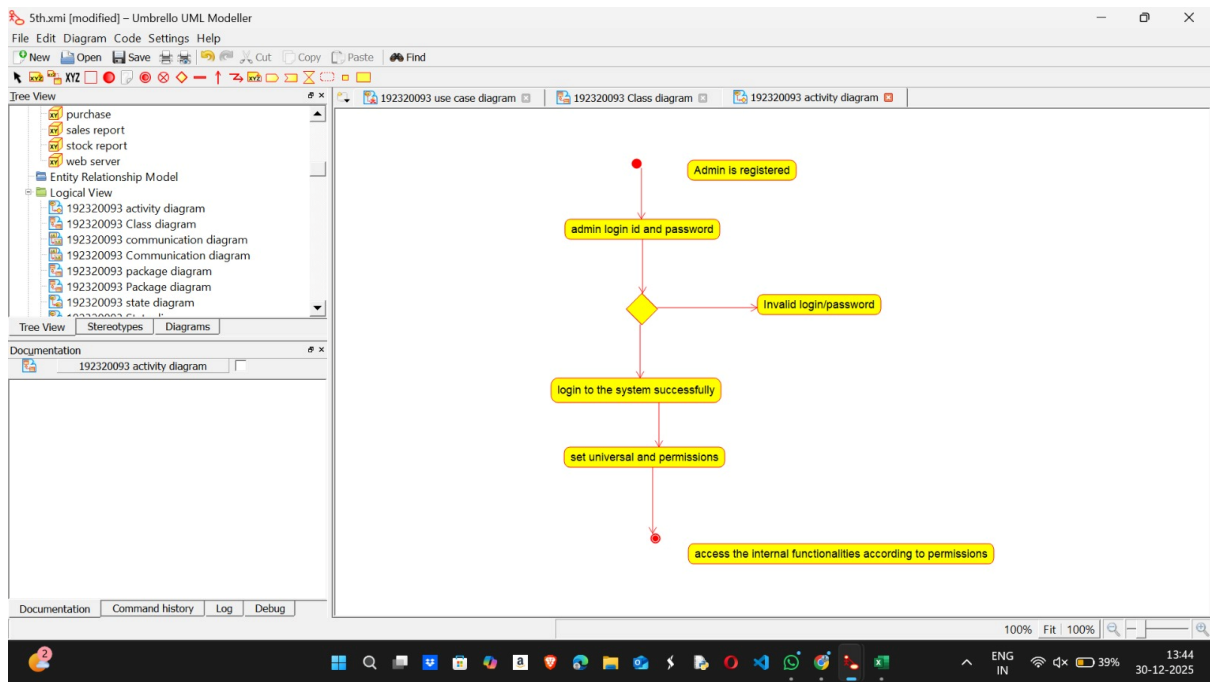 5th.xmi [modified] – Umbrello UML Modeller
File Edit Diagram Code Settings Help
New Open Save Cut Copy Paste Find
XYZ
Tree View
192320093 use case diagram 192320093 Class diagram 192320093 activity diagram
purchase
sales report
stock report
web server
Entity Relationship Model
Logical View
192320093 activity diagram
192320093 Class diagram
192320093 communication diagram
192320093 Communication diagram
192320093 package diagram
192320093 Package diagram
192320093 state diagram
Tree View Stereotypes Diagrams
Documentation
192320093 activity diagram
Admin is registered
admin login id and password
Invalid login/password
login to the system successfully
set universal and permissions
access the internal functionalities according to permissions
Documentation Command history Log Debug
100% Fit 100%
2
ENG
IN
39%
13:44
30-12-2025